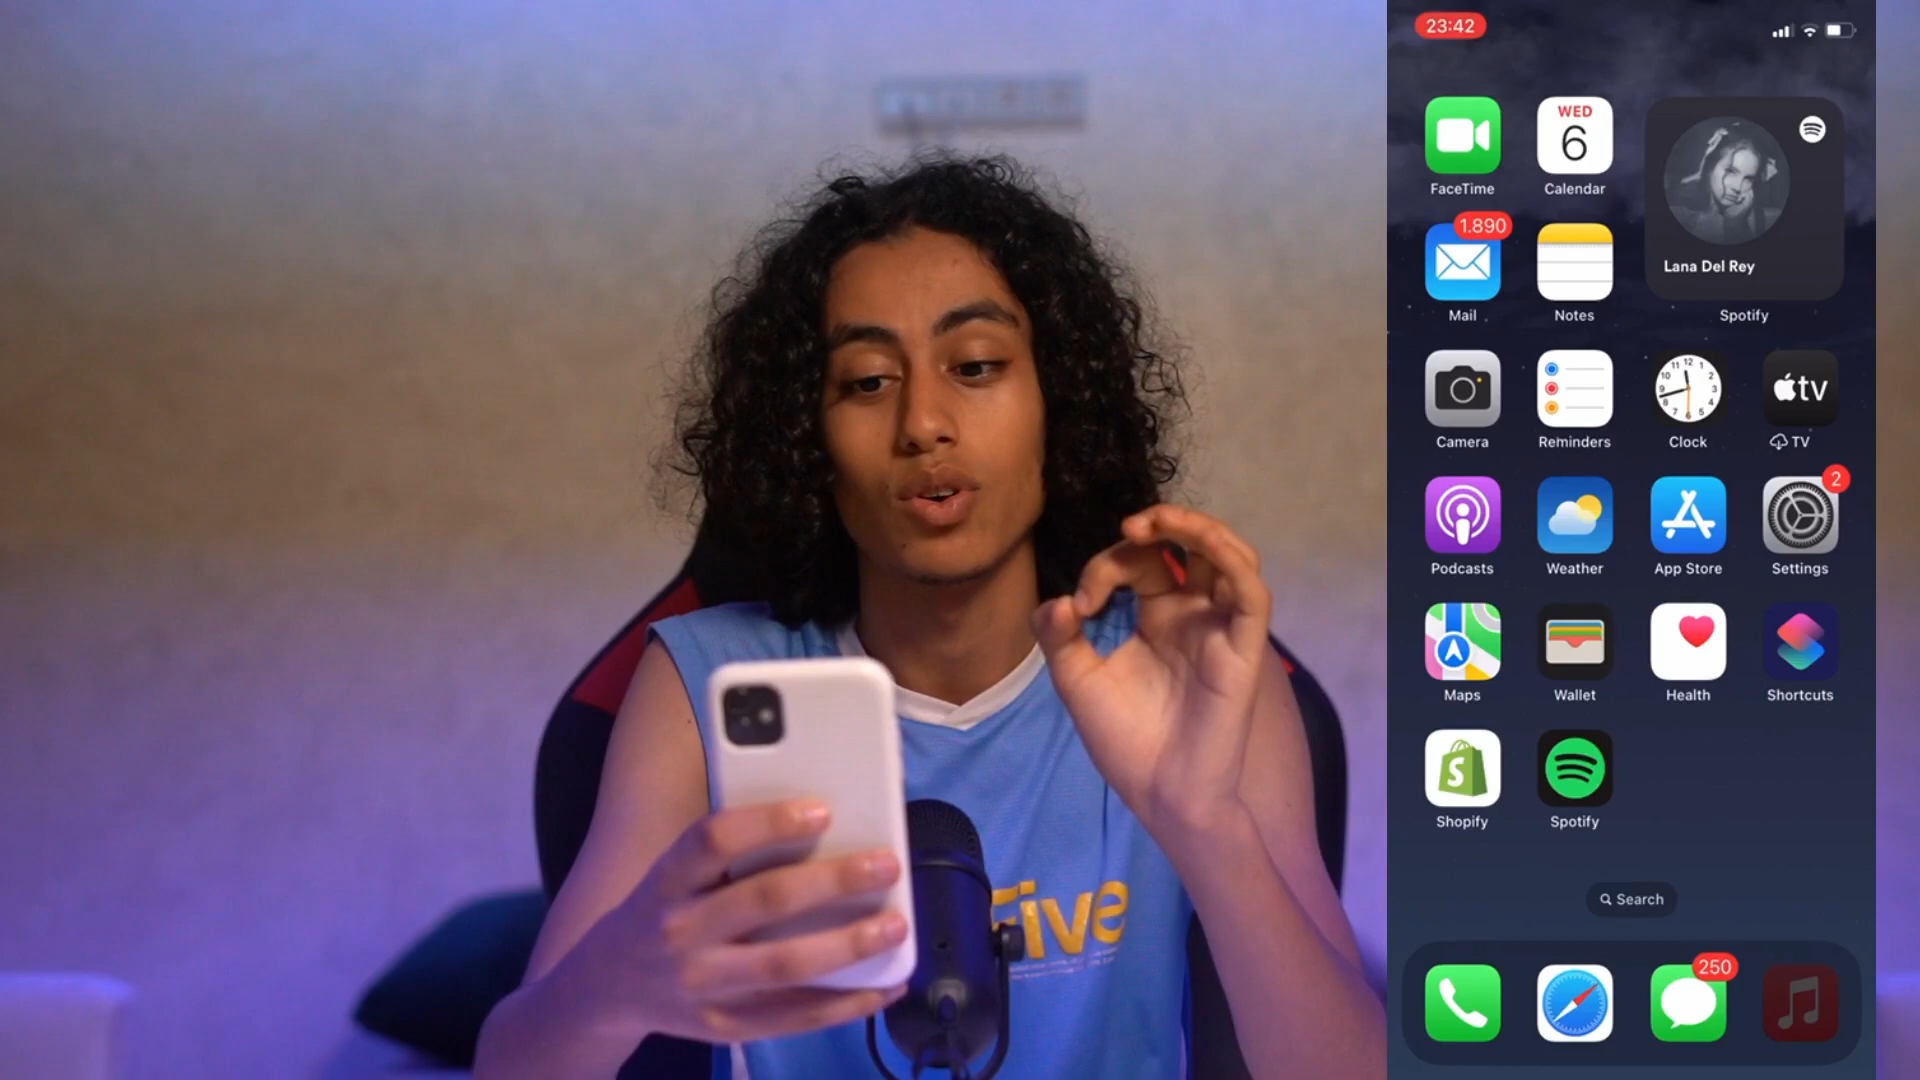 23:42
WED
6
FaceTime
Calendar
Lana Del Rey
1.890
Mail
Notes
Spotify
Camera
Reminders
Clock
tv
TV
2
Podcasts
Weather
App Store
Settings
Maps
Wallet
Health
Shortcuts
S
Shopify
Spotify
Search
250
Five